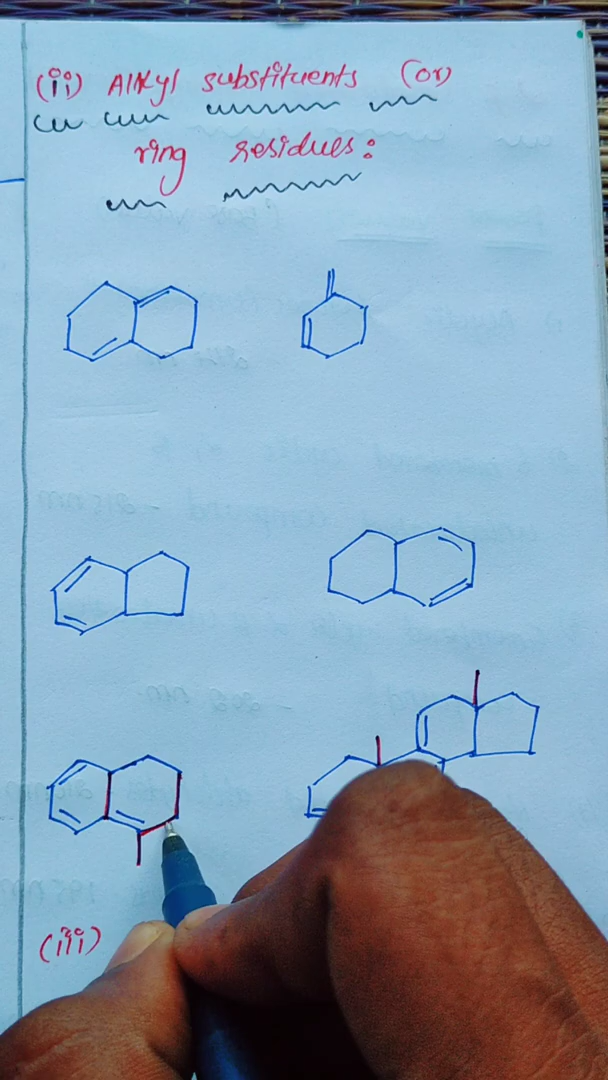 (ii) Alkyl substituents (or)
ring residues:
(iii)